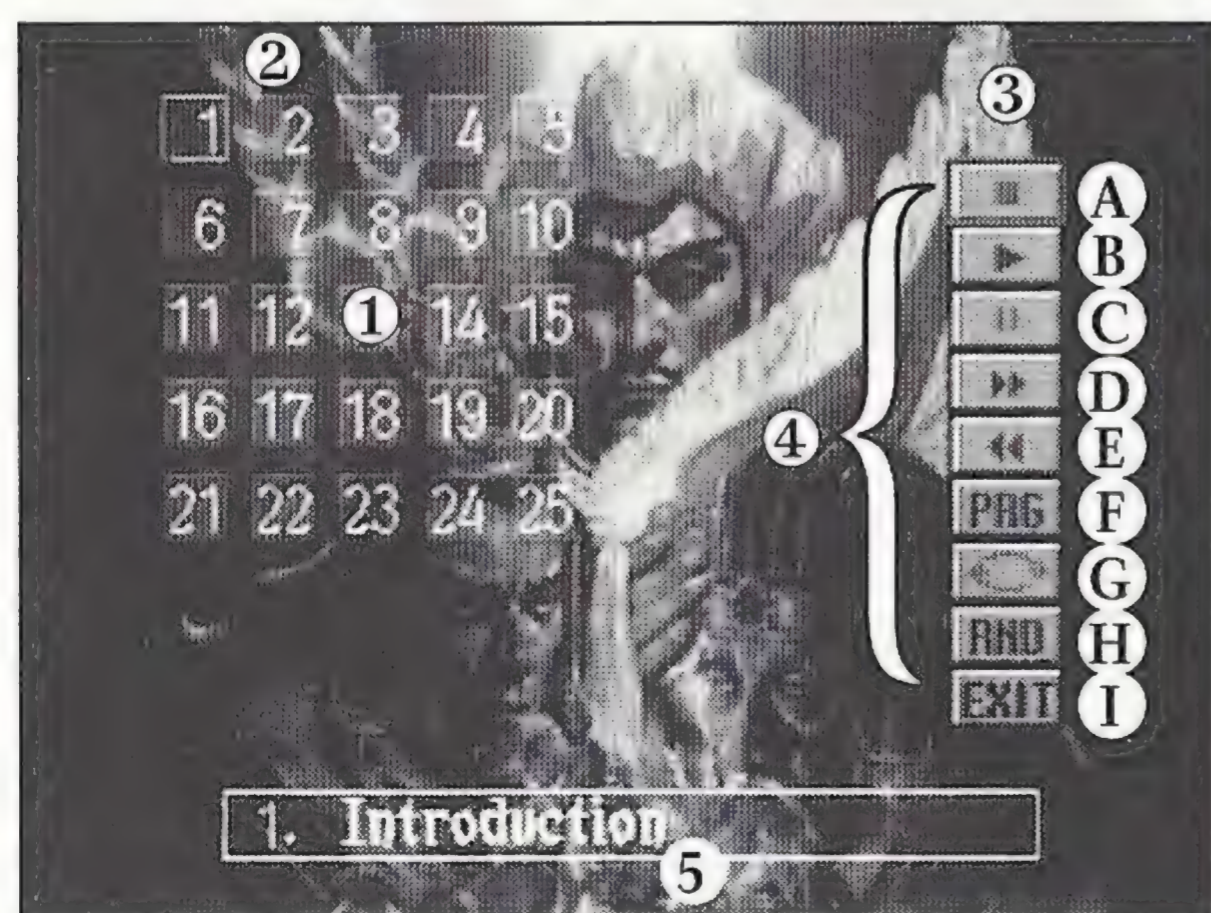 ② ③
1 2 3 4 5
6 7 8 9 10
11 12 ① 14 15
16 17 18 19 20
21 22 23 24 25
④
A
B
C
D
E
PRG F
G
RND H
EXIT I
1. Introduction
⑤